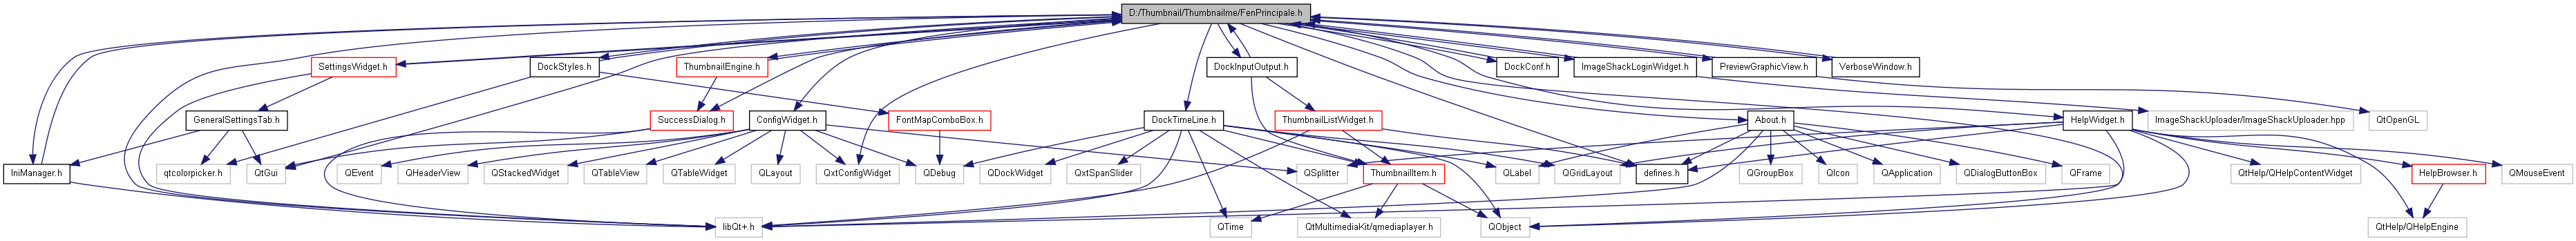 D:/Thumbnail/Thumbnailme/FenPrincipale.h
SettingsWidget.h
DockStyles.h
ThumbnailEngine.h
DockInputOutput.h
DockConf.h
ImageShackLoginWidget.h
PreviewGraphicView.h
VerboseWindow.h
GeneralSettingsTab.h
SuccessDialog.h
ConfigWidget.h
FontMapComboBox.h
DockTimeLine.h
ThumbnailListWidget.h
About.h
HelpWidget.h
ImageShackUploader/ImageShackUploader.hpp
QtOpenGL
IniManager.h
qtcolorpicker.h
QtGui
QEvent
QHeaderView
QStackedWidget
QTableView
QTableWidget
QLayout
QxtConfigWidget
QDebug
QDockWidget
QxtSpanSlider
QSplitter
ThumbnailItem.h
QLabel
QGridLayout
defines.h
QGroupBox
QIcon
QApplication
QDialogButtonBox
QFrame
QtHelp/QHelpContentWidget
HelpBrowser.h
QMouseEvent
libQt+.h
QTime
QtMultimediaKit/qmediaplayer.h
QObject
QtHelp/QHelpEngine